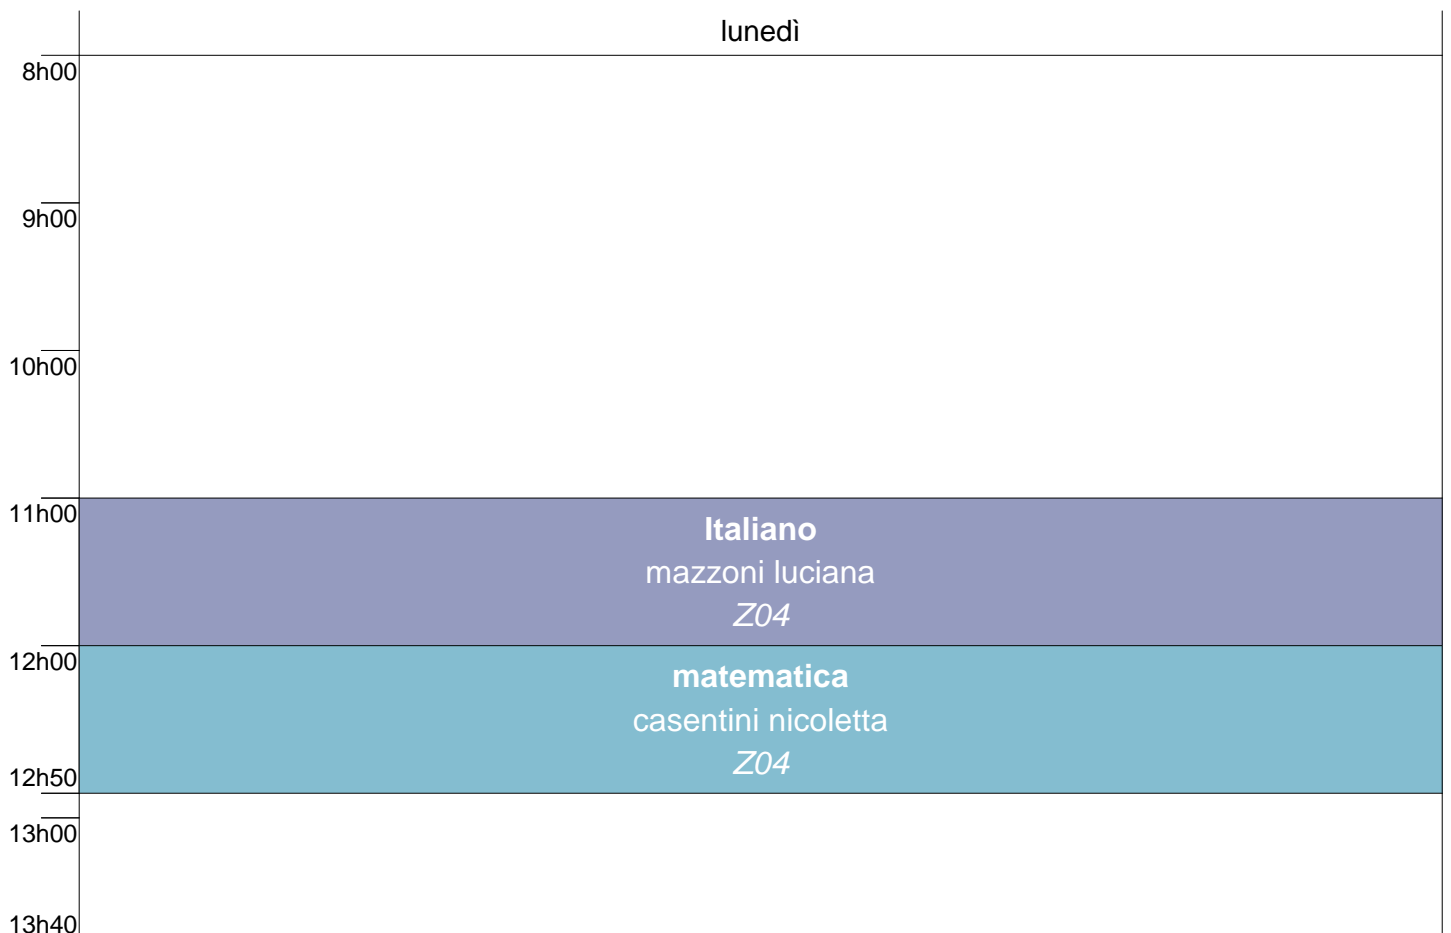 lunedì
8h00
9h00
10h00
11h00
Italiano
mazzoni luciana
Z04
12h00
matematica
casentini nicoletta
Z04
12h50
13h00
13h40